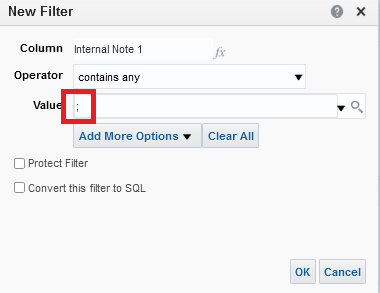 New Filter
Column Internal Note 1 fx
Operator contains any
Value ;
Add More Options Clear All
Protect Filter
Convert this filter to SQL
OK Cancel